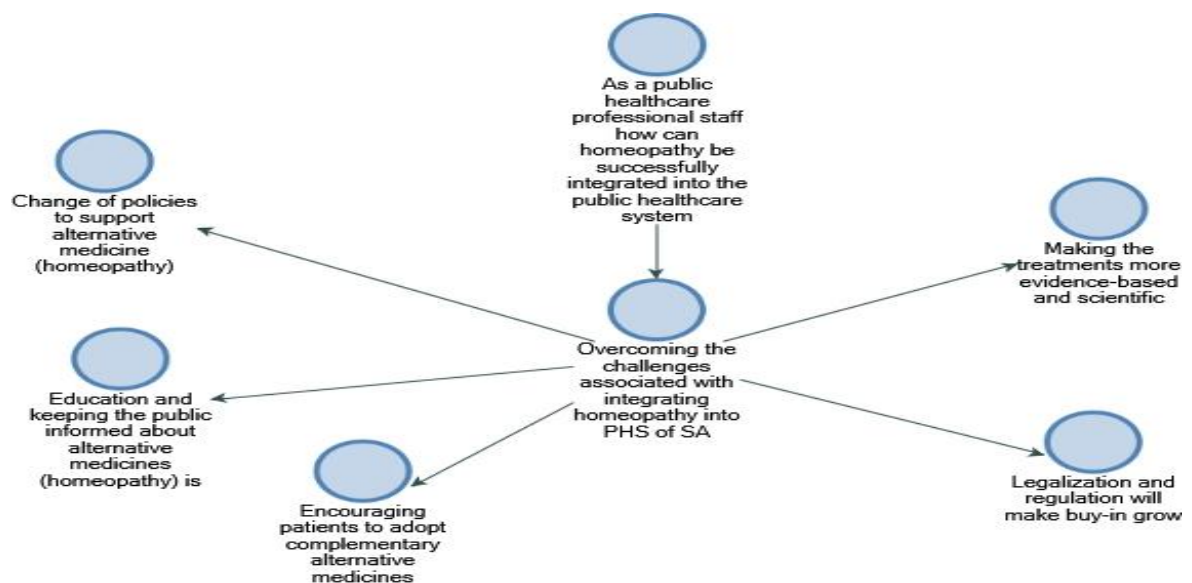 As a public
healthcare
professional staff
how can
homeopathy be
successfully
integrated into the
public healthcare
system
Change of policies
to support
alternative
medicine
(homeopathy)
Making the
treatments more
evidence-based
and scientific
Overcoming the
challenges
associated with
integrating
homeopathy into
PHS of SA
Education and
keeping the public
informed about
alternative
medicines
(homeopathy) is
Encouraging
patients to adopt
complementary
alternative
medicines
Legalization and
regulation will
make buy-in grow